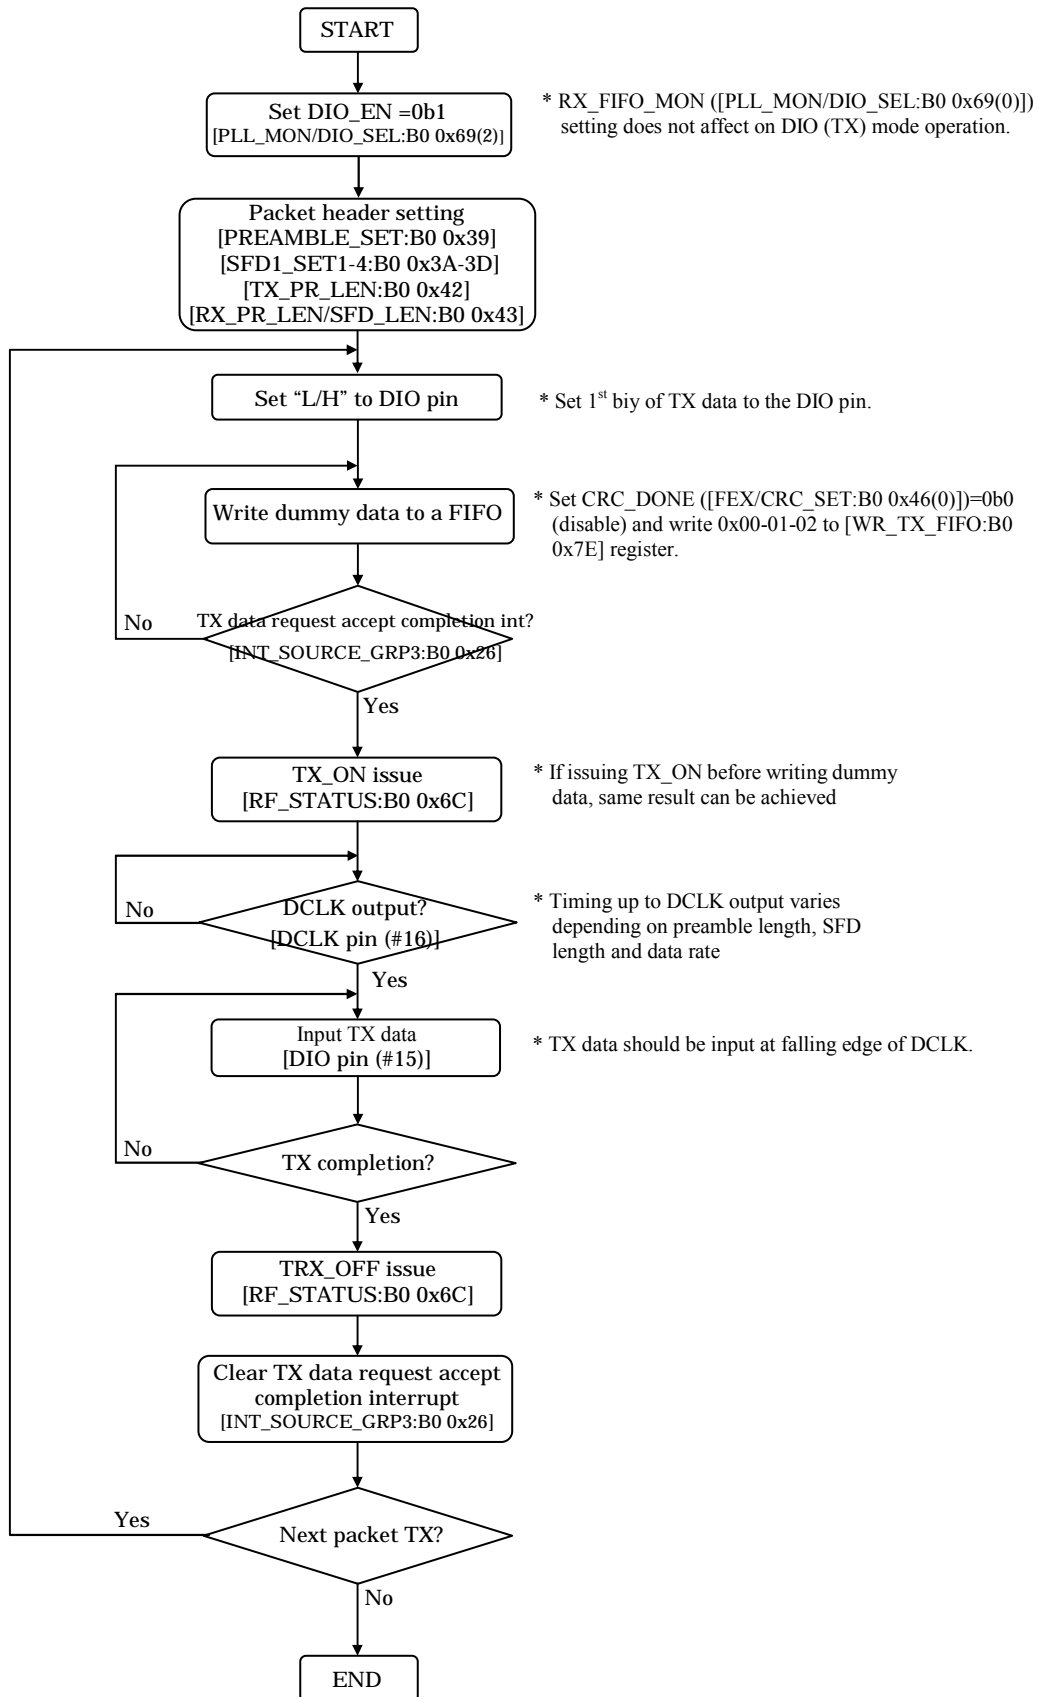 START
Set DIO_EN =0b1
[PLL_MON/DIO_SEL:B0 0x69(2)]
* RX_FIFO_MON ([PLL_MON/DIO_SEL:B0 0x69(0)])
setting does not affect on DIO (TX) mode operation.
Packet header setting
[PREAMBLE_SET:B0 0x39]
[SFD1_SET1-4:B0 0x3A-3D]
[TX_PR_LEN:B0 0x42]
[RX_PR_LEN/SFD_LEN:B0 0x43]
Set “L/H” to DIO pin
* Set 1st biy of TX data to the DIO pin.
Write dummy data to a FIFO
* Set CRC_DONE ([FEX/CRC_SET:B0 0x46(0)])=0b0
(disable) and write 0x00-01-02 to [WR_TX_FIFO:B0
0x7E] register.
No
TX data request accept completion int?
[INT_SOURCE_GRP3:B0 0x26]
Yes
TX_ON issue
[RF_STATUS:B0 0x6C]
* If issuing TX_ON before writing dummy
data, same result can be achieved
No
DCLK output?
[DCLK pin (#16)]
* Timing up to DCLK output varies
depending on preamble length, SFD
length and data rate
Yes
Input TX data
[DIO pin (#15)]
* TX data should be input at falling edge of DCLK.
No
TX completion?
Yes
TRX_OFF issue
[RF_STATUS:B0 0x6C]
Clear TX data request accept
completion interrupt
[INT_SOURCE_GRP3:B0 0x26]
Yes
Next packet TX?
No
END